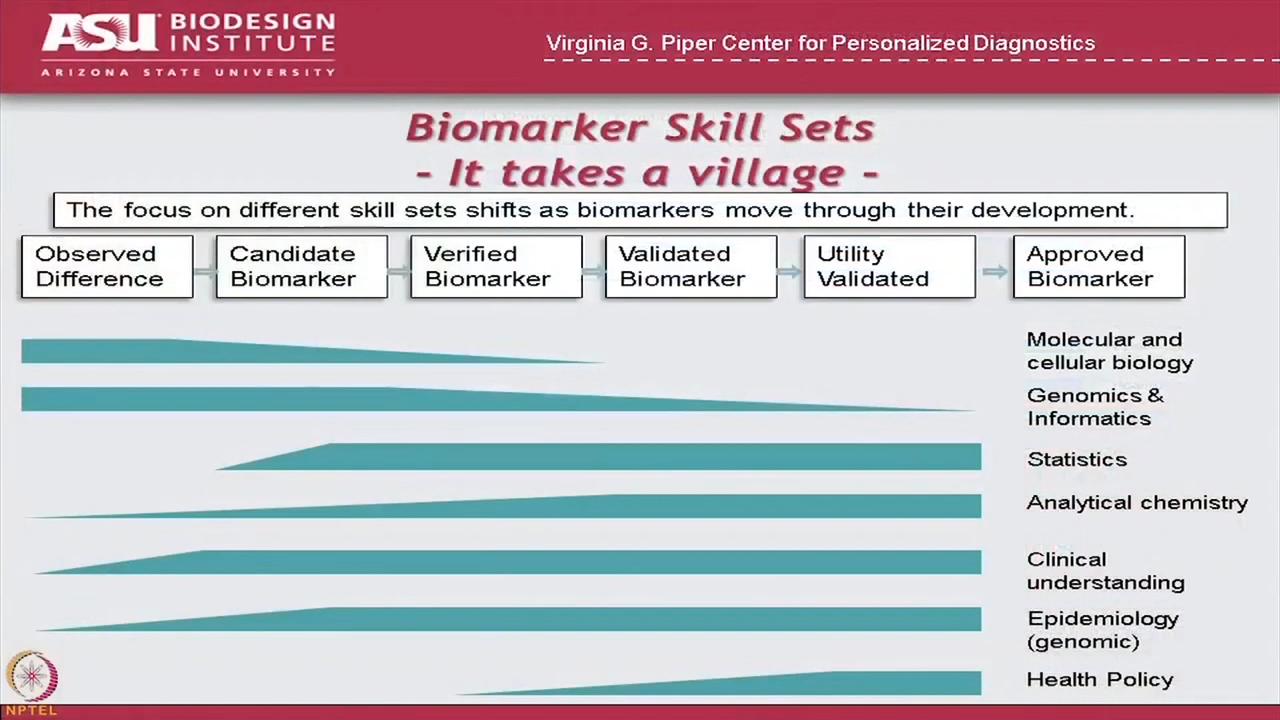 ASU BIODESIGN
INSTITUTE
ARIZONA STATE UNIVERSITY
Virginia G. Piper Center for Personalized Diagnostics
Biomarker Skill Sets
- It takes a village -
The focus on different skill sets shifts as biomarkers move through their development.
Observed
Difference
Candidate
Biomarker
Verified
Biomarker
Validated
Biomarker
Utility
Validated
Approved
Biomarker
Molecular and
cellular biology
Genomics &
Informatics
Statistics
Analytical chemistry
Clinical
understanding
Epidemiology
(genomic)
Health Policy
NPTEL